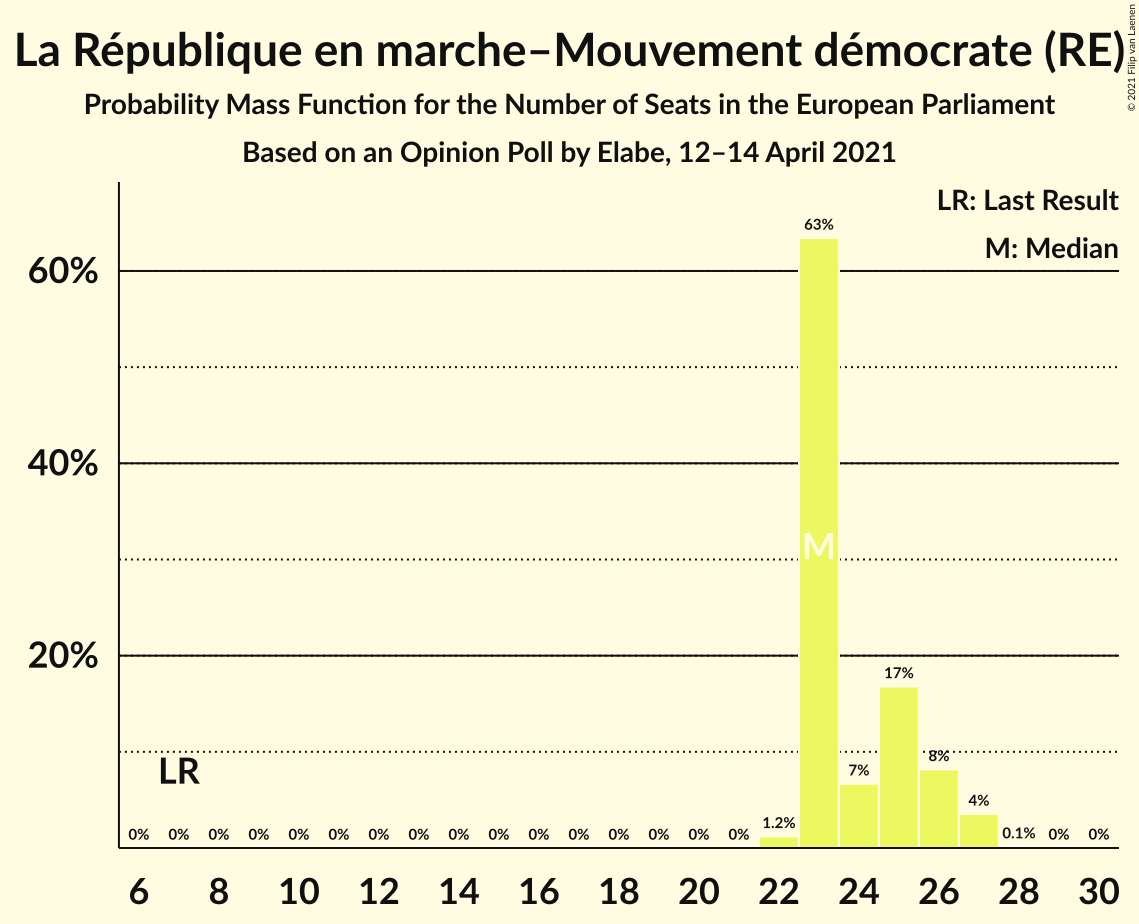 La République en marche–Mouvement démocrate (RE)
© 2021 Filip van Laenen
Probability Mass Function for the Number of Seats in the European Parliament
Based on an Opinion Poll by Elabe, 12–14 April 2021
LR: Last Result
M: Median
63%
60%
40%
M
20%
17%
8%
LR
7%
4%
0% 0% 0% 0% 0% 0% 0% 0% 0% 0% 0% 0% 0% 0% 0% 0% 1.2% 0.1% 0% 0%
6 8 10 12 14 16 18 20 22 24 26 28 30